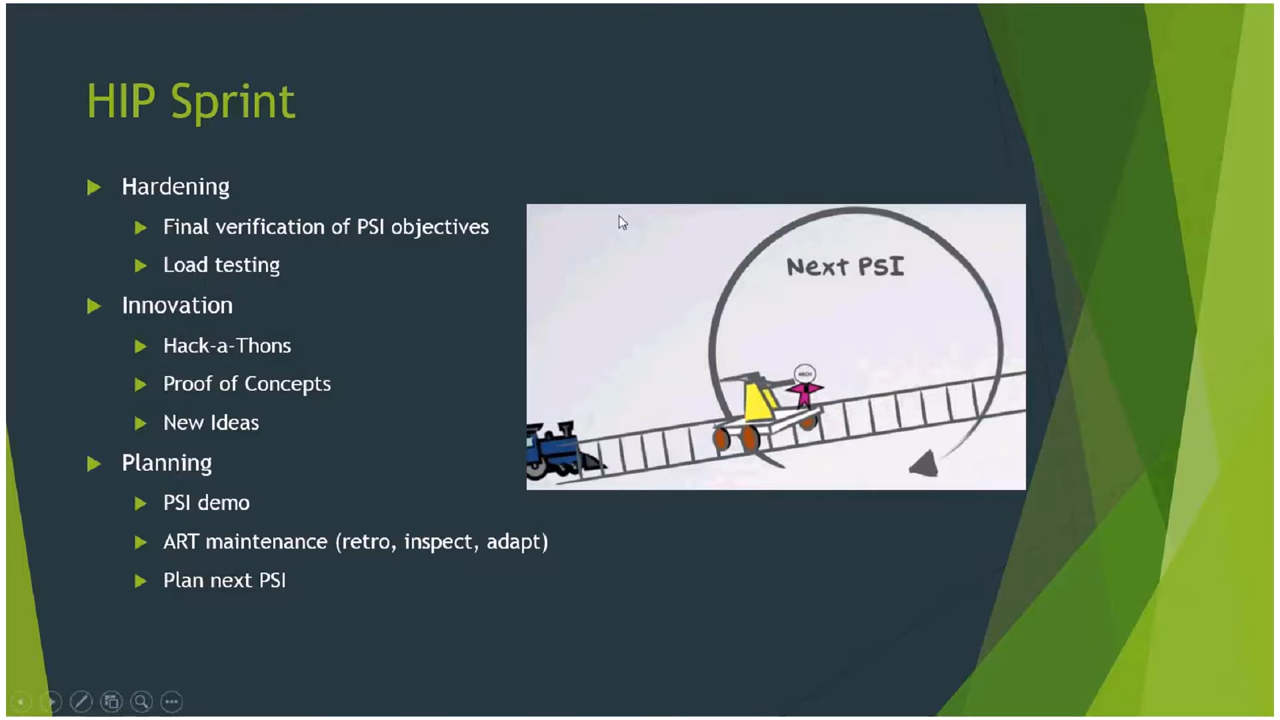 HIP Sprint
Hardening
Final verification of PSI objectives
Load testing
Innovation
Hack-a-Thons
Proof of Concepts
New Ideas
Planning
PSI demo
ART maintenance (retro, inspect, adapt)
Plan next PSI
Next PSI
ARCH